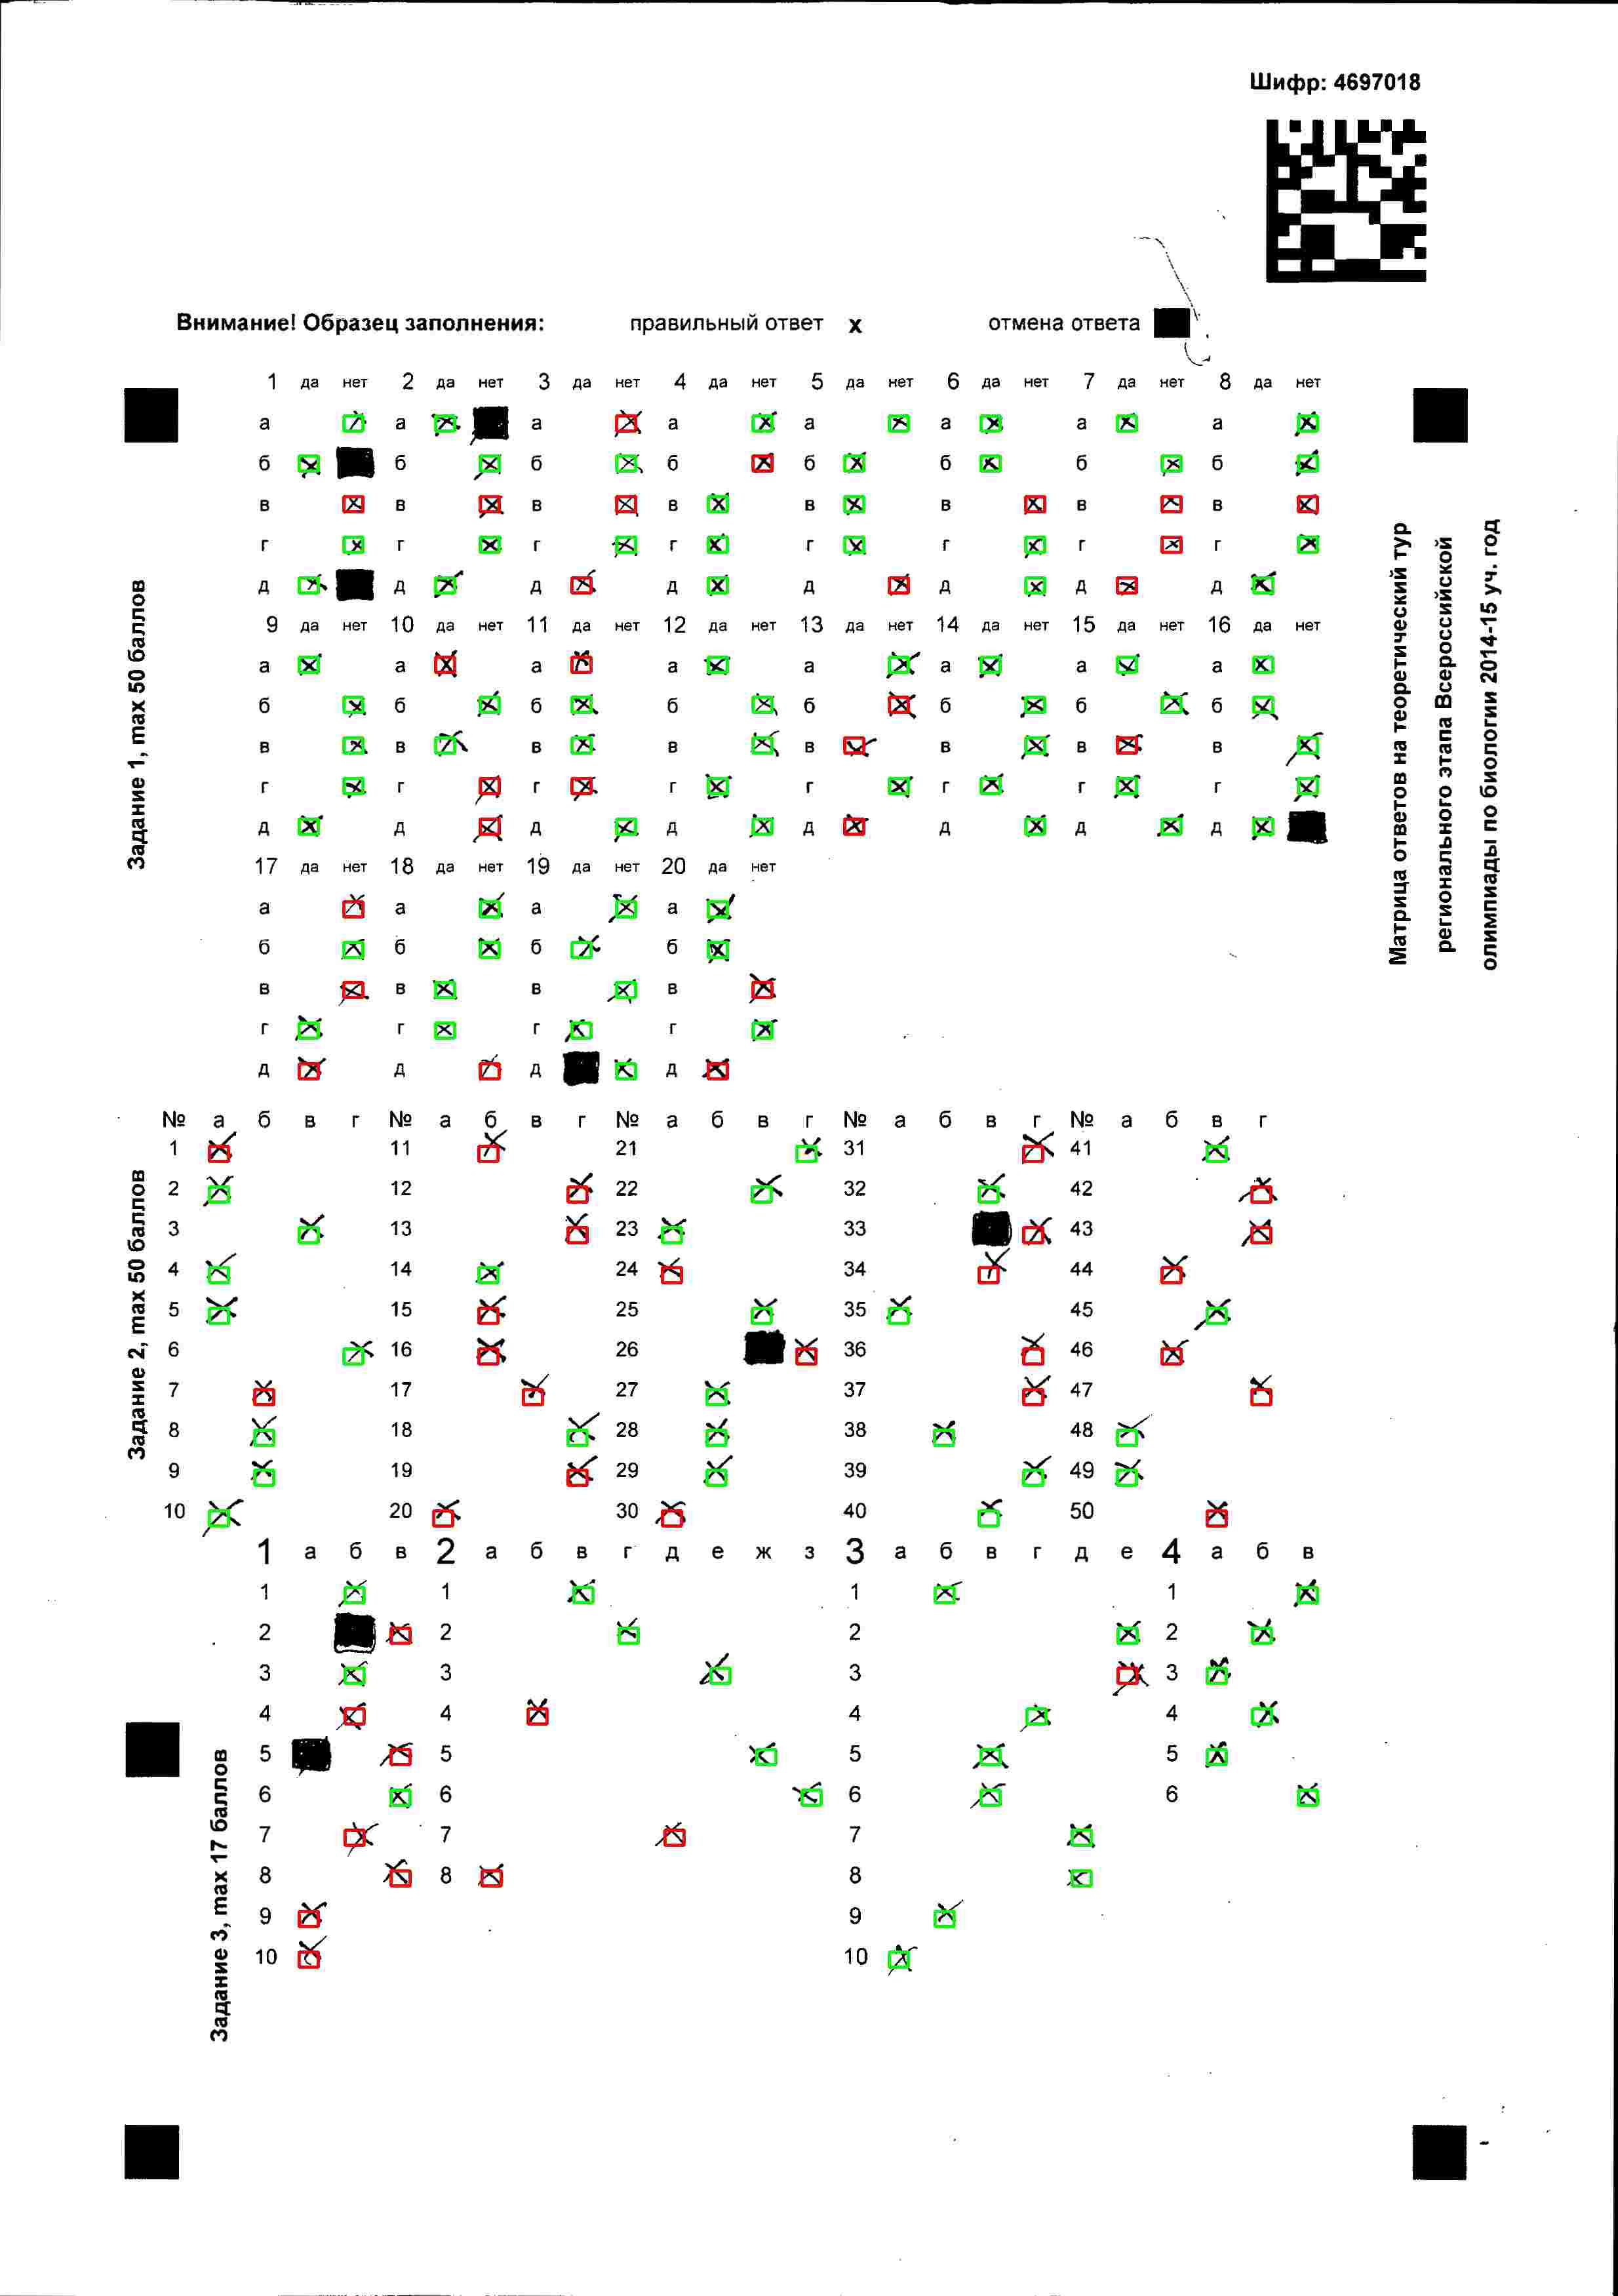 Шифр: 4697018
Внимание! Образец заполнения: правильный ответ х отмена ответа
1 да нет 2 да нет 3 да нет 4 да нет 5 да нет 6 да нет 7 да нет 8 да нет
а а а а а а а а
б б б б б б б б
в в в в в в в в
г г г г г г г г
д д д д д д д д
9 да нет 10 да нет 11 да нет 12 да нет 13 да нет 14 да нет 15 да нет 16 да нет
а а а а а а а а
б б б б б б б б
в в в в в в в в
г г г г г г г г
д д д д д д д д
17 да нет 18 да нет 19 да нет 20 да нет
а а а а
б б б б
в в в в
г г г г
д д д д
Задание 1, max 50 баллов
Матрица ответов на теоретический тур
регионального этапа Всероссийской
олимпиады по биологии 2014-15 уч. год
№ а б в г № а б в г № а б в г № а б в г № а б в г
1 11 21 31 41
2 12 22 32 42
3 13 23 33 43
4 14 24 34 44
5 15 25 35 45
6 16 26 36 46
7 17 27 37 47
8 18 28 38 48
9 19 29 39 49
10 20 30 40 50
Задание 2, max 50 баллов
1 а б в 2 а б в г д е ж з 3 а б в г д е 4 а б в
1 1 1 1
2 2 2 2
3 3 3 3
4 4 4 4
5 5 5 5
6 6 6 6
7 7 7
8 8 8
9 9
10 10
Задание 3, max 17 баллов